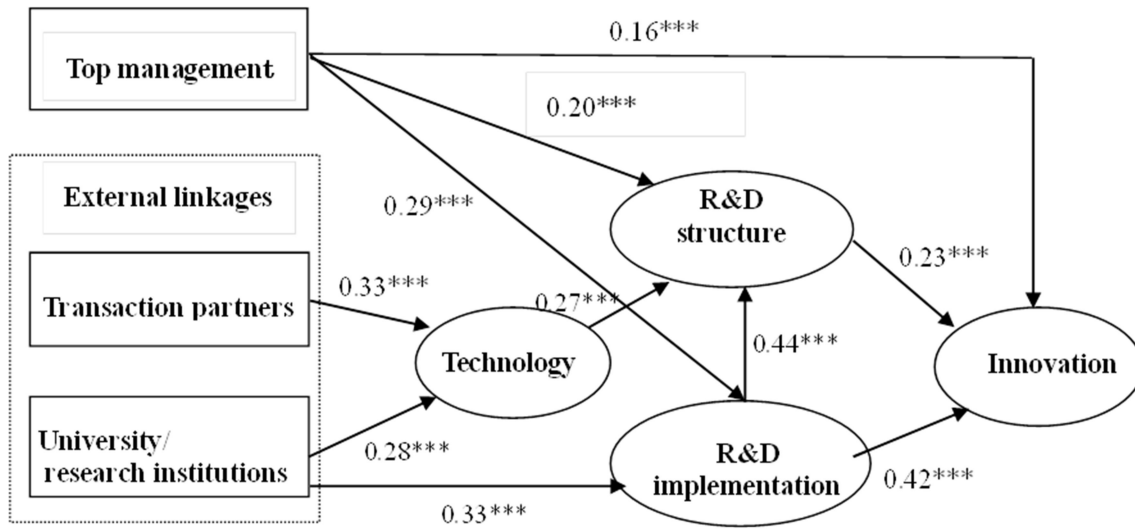 0.16***
Top management
0.20***
External linkages
0.29***
R&D
structure
0.23***
Transaction partners
0.33***
0.27***
Technology
0.44***
Innovation
University/
research institutions
0.28***
R&D
implementation
0.42***
0.33***